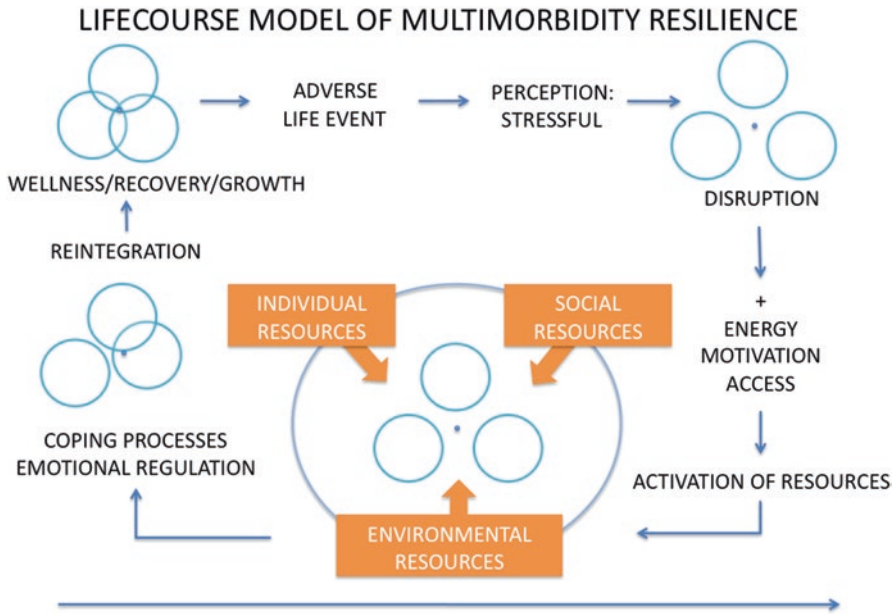 LIFECOURSE MODEL OF MULTIMORBIDITY RESILIENCE
WELLNESS/RECOVERY/GROWTH
ADVERSE
LIFE EVENT
PERCEPTION:
STRESSFUL
DISRUPTION
+
ENERGY
MOTIVATION
ACCESS
ACTIVATION OF RESOURCES
INDIVIDUAL
RESOURCES
SOCIAL
RESOURCES
ENVIRONMENTAL
RESOURCES
COPING PROCESSES
EMOTIONAL REGULATION
REINTEGRATION